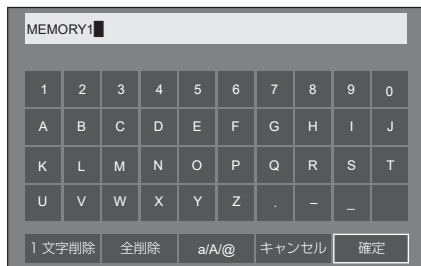 MEMORY1
1 2 3 4 5 6 7 8 9 0
A B C D E F G H I J
K L M N O P Q R S T
U V W X Y Z . – _
1文字削除 全削除 a/A/@ キャンセル 確定